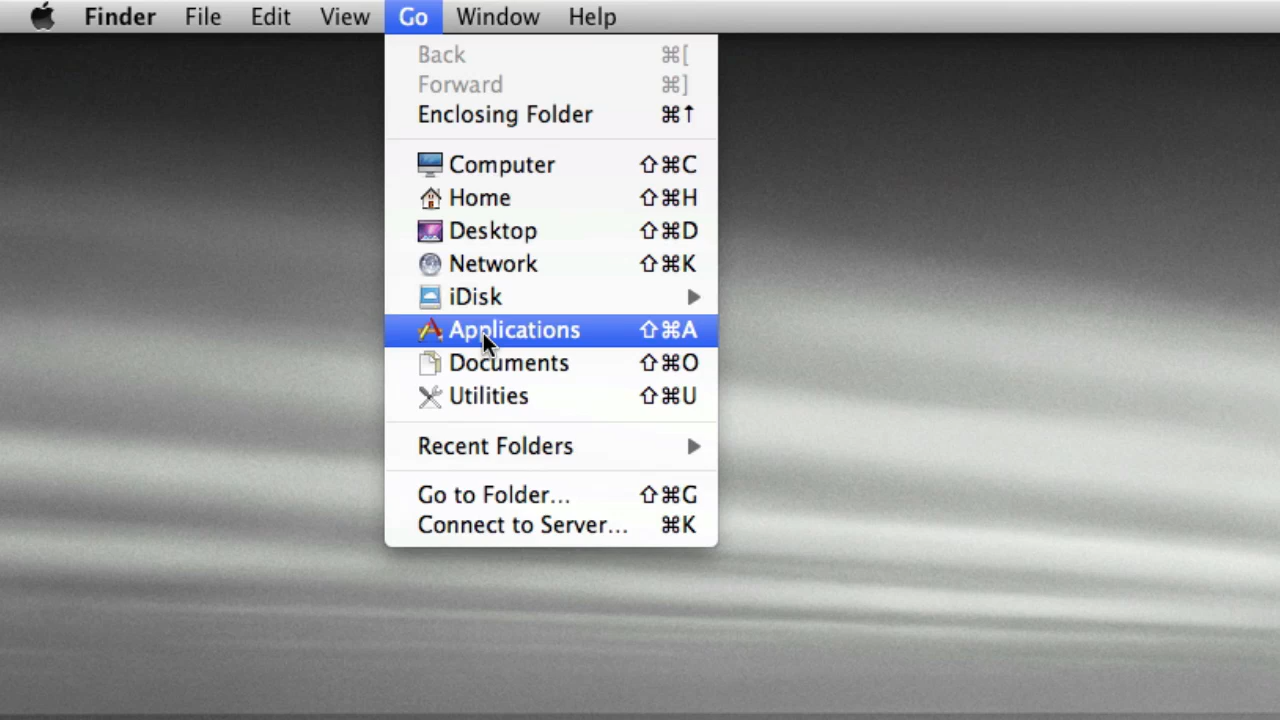 Finder File Edit View Go Window Help
Back ⌘[
Forward ⌘]
Enclosing Folder ⌘↑
Computer ⇧⌘C
Home ⇧⌘H
Desktop ⇧⌘D
Network ⇧⌘K
iDisk
Applications ⇧⌘A
Documents ⇧⌘O
Utilities ⇧⌘U
Recent Folders
Go to Folder... ⇧⌘G
Connect to Server... ⌘K